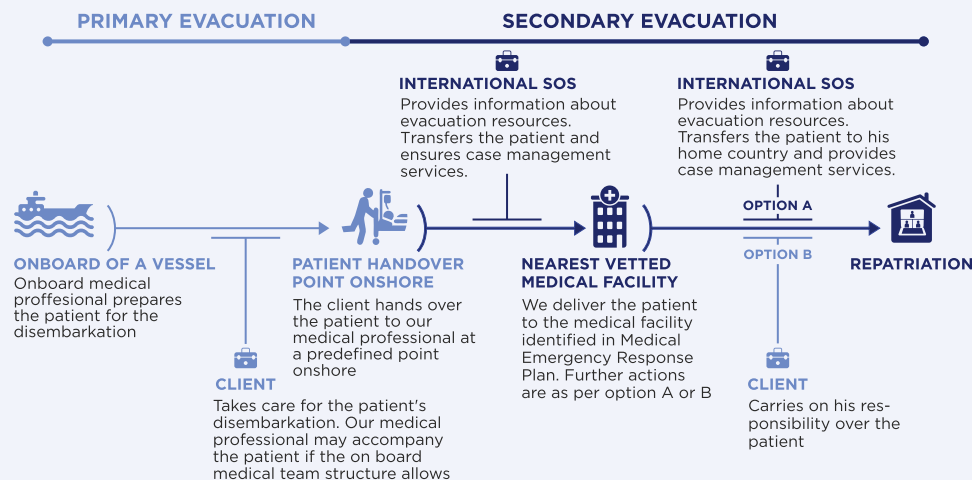 PRIMARY EVACUATION
SECONDARY EVACUATION
INTERNATIONAL SOS
Provides information about
evacuation resources.
Transfers the patient and
ensures case management
services.
INTERNATIONAL SOS
Provides information about
evacuation resources.
Transfers the patient to his
home country and provides
case management services.
OPTION A
OPTION B
ONBOARD OF A VESSEL
Onboard medical
proffesional prepares
the patient for the
disembarkation
PATIENT HANDOVER
POINT ONSHORE
The client hands over
the patient to our
medical professional at
a predefined point
onshore
NEAREST VETTED
MEDICAL FACILITY
We deliver the patient
to the medical facility
identified in Medical
Emergency Response
Plan. Further actions
are as per option A or B
REPATRIATION
CLIENT
Takes care for the patient's
disembarkation. Our medical
professional may accompany
the patient if the on board
medical team structure allows
CLIENT
Carries on his res-
ponsibility over the
patient